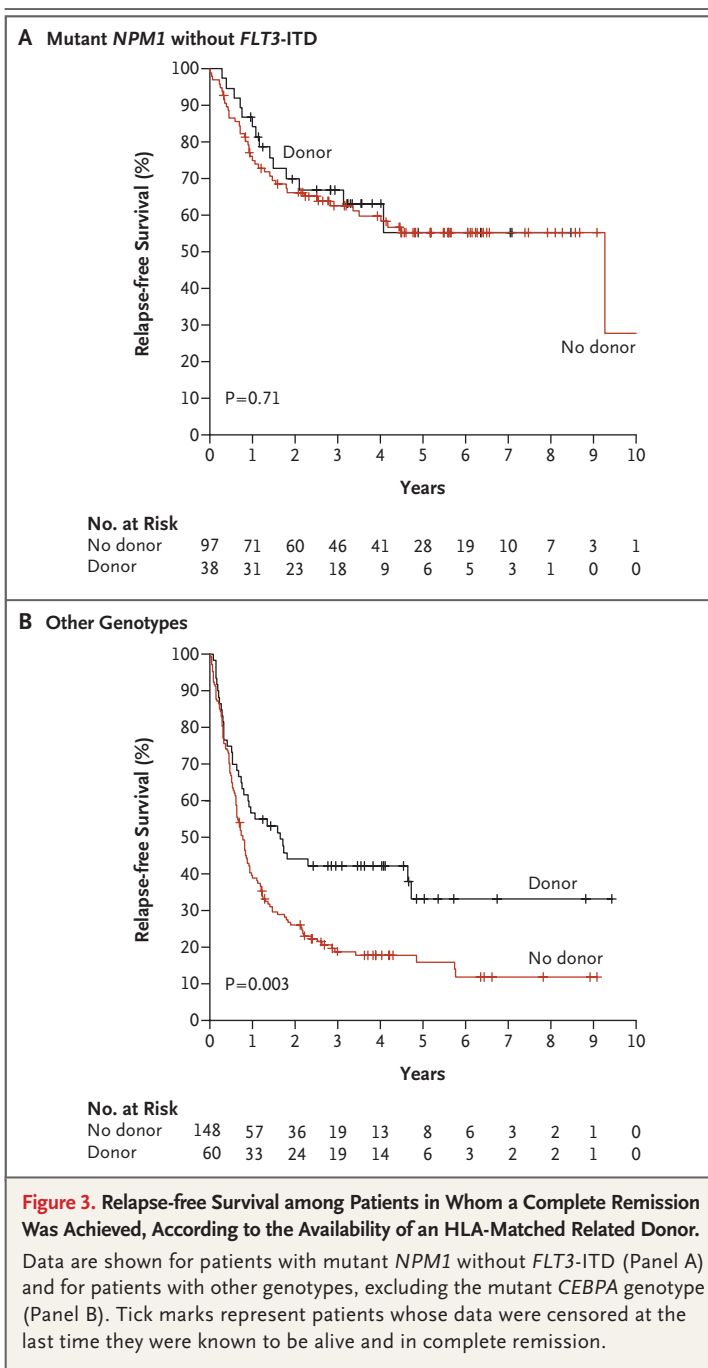 A Mutant NPM1 without FLT3-ITD
100
90
80
70
60
50
40
30
20
10
0
Relapse-free Survival (%)
Donor
No donor
P=0.71
0 1 2 3 4 5 6 7 8 9 10
Years
No. at Risk
No donor 97 71 60 46 41 28 19 10 7 3 1
Donor 38 31 23 18 9 6 5 3 1 0 0
B Other Genotypes
100
90
80
70
60
50
40
30
20
10
0
Relapse-free Survival (%)
Donor
No donor
P=0.003
0 1 2 3 4 5 6 7 8 9 10
Years
No. at Risk
No donor 148 57 36 19 13 8 6 3 2 1 0
Donor 60 33 24 19 14 6 3 2 2 1 0
Figure 3. Relapse-free Survival among Patients in Whom a Complete Remission
Was Achieved, According to the Availability of an HLA-Matched Related Donor.
Data are shown for patients with mutant NPM1 without FLT3-ITD (Panel A)
and for patients with other genotypes, excluding the mutant CEBPA genotype
(Panel B). Tick marks represent patients whose data were censored at the
last time they were known to be alive and in complete remission.